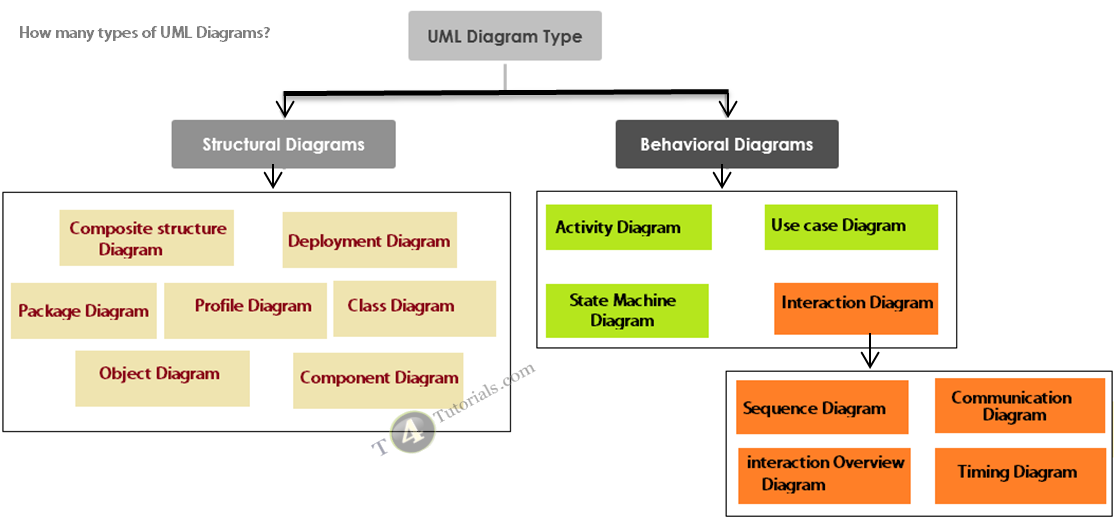 How many types of UML Diagrams?
UML Diagram Type
Structural Diagrams
Behavioral Diagrams
Composite structure
Diagram
Deployment Diagram
Package Diagram
Profile Diagram
Class Diagram
Object Diagram
Component Diagram
Activity Diagram
Use case Diagram
State Machine
Diagram
Interaction Diagram
Sequence Diagram
Communication
Diagram
interaction Overview
Diagram
Timing Diagram
T4Tutorials.com